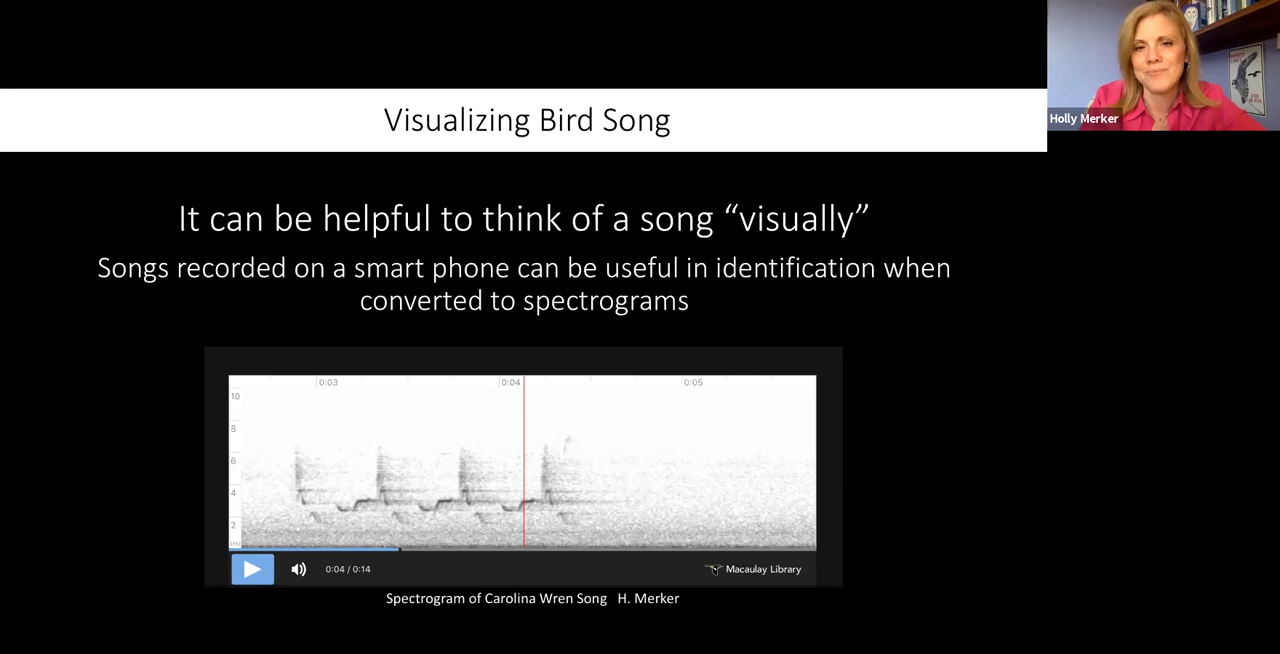 Visualizing Bird Song
Holly Merker
It can be helpful to think of a song “visually”
Songs recorded on a smart phone can be useful in identification when
converted to spectrograms
0:03 0:04 0:05
10
8
6
4
2
kHz
0:04 / 0:14
Macaulay Library
Spectrogram of Carolina Wren Song H. Merker